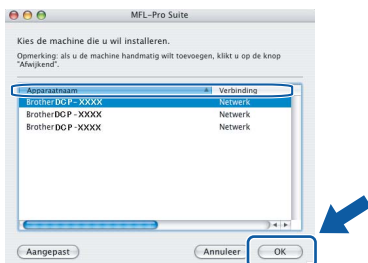 MFL-Pro Suite
Kies de machine die u wil installeren.
Opmerking: als u de machine handmatig wilt toevoegen, klikt u op de knop
"Afwijkend".
Apparaatnaam Verbinding
Brother DCP-XXXX Netwerk
Brother DCP-XXXX Netwerk
Brother DCP-XXXX Netwerk
Aangepast Annuleer OK